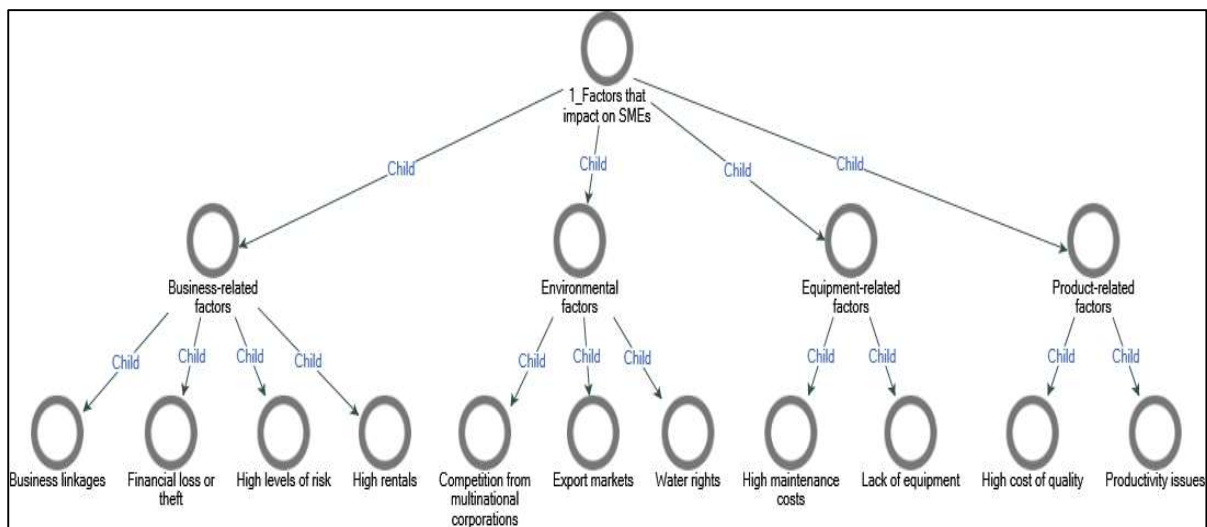 1_Factors that
impact on SMEs
Child
Child
Child
Child
Business-related
factors
Environmental
factors
Equipment-related
factors
Product-related
factors
Child
Child
Child
Child
Child
Child
Child
Child
Child
Child
Child
Business linkages
Financial loss or
theft
High levels of risk
High rentals
Competition from
multinational
corporations
Export markets
Water rights
High maintenance
costs
Lack of equipment
High cost of quality
Productivity issues